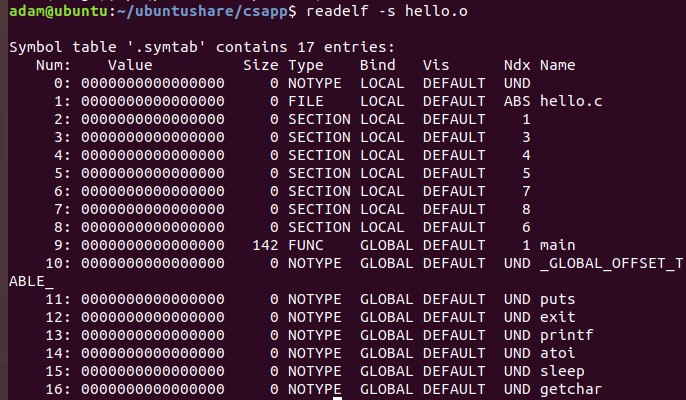 adam@ubuntu:~/ubuntushare/csapp$ readelf -s hello.o
Symbol table '.symtab' contains 17 entries:
   Num:    Value          Size Type    Bind   Vis      Ndx Name
     0: 0000000000000000     0 NOTYPE  LOCAL  DEFAULT  UND
     1: 0000000000000000     0 FILE    LOCAL  DEFAULT  ABS hello.c
     2: 0000000000000000     0 SECTION LOCAL  DEFAULT    1
     3: 0000000000000000     0 SECTION LOCAL  DEFAULT    3
     4: 0000000000000000     0 SECTION LOCAL  DEFAULT    4
     5: 0000000000000000     0 SECTION LOCAL  DEFAULT    5
     6: 0000000000000000     0 SECTION LOCAL  DEFAULT    7
     7: 0000000000000000     0 SECTION LOCAL  DEFAULT    8
     8: 0000000000000000     0 SECTION LOCAL  DEFAULT    6
     9: 0000000000000000   142 FUNC    GLOBAL DEFAULT    1 main
    10: 0000000000000000     0 NOTYPE  GLOBAL DEFAULT  UND _GLOBAL_OFFSET_T
ABLE_
    11: 0000000000000000     0 NOTYPE  GLOBAL DEFAULT  UND puts
    12: 0000000000000000     0 NOTYPE  GLOBAL DEFAULT  UND exit
    13: 0000000000000000     0 NOTYPE  GLOBAL DEFAULT  UND printf
    14: 0000000000000000     0 NOTYPE  GLOBAL DEFAULT  UND atoi
    15: 0000000000000000     0 NOTYPE  GLOBAL DEFAULT  UND sleep
    16: 0000000000000000     0 NOTYPE  GLOBAL DEFAULT  UND getchar